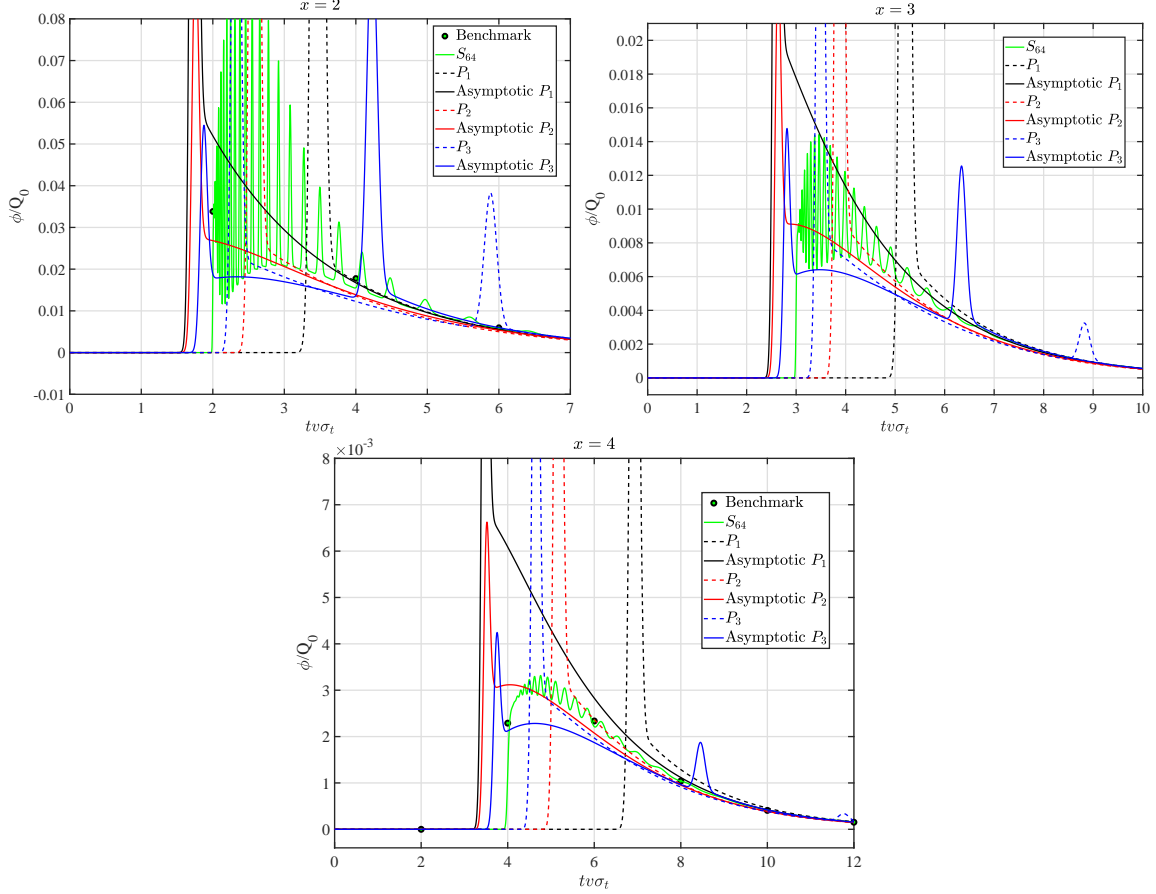 x = 2
0.08
0.07
0.06
0.05
0.04
0.03
0.02
0.01
0
-0.01
ϕ/Q₀
0 1 2 3 4 5 6 7
tvσₜ
Benchmark
S₆₄
P₁
Asymptotic P₁
P₂
Asymptotic P₂
P₃
Asymptotic P₃
x = 3
0.02
0.018
0.016
0.014
0.012
0.01
0.008
0.006
0.004
0.002
0
ϕ/Q₀
0 1 2 3 4 5 6 7 8 9 10
tvσₜ
S₆₄
P₁
Asymptotic P₁
P₂
Asymptotic P₂
P₃
Asymptotic P₃
×10⁻³
x = 4
8
7
6
5
4
3
2
1
0
ϕ/Q₀
0 2 4 6 8 10 12
tvσₜ
Benchmark
S₆₄
P₁
Asymptotic P₁
P₂
Asymptotic P₂
P₃
Asymptotic P₃